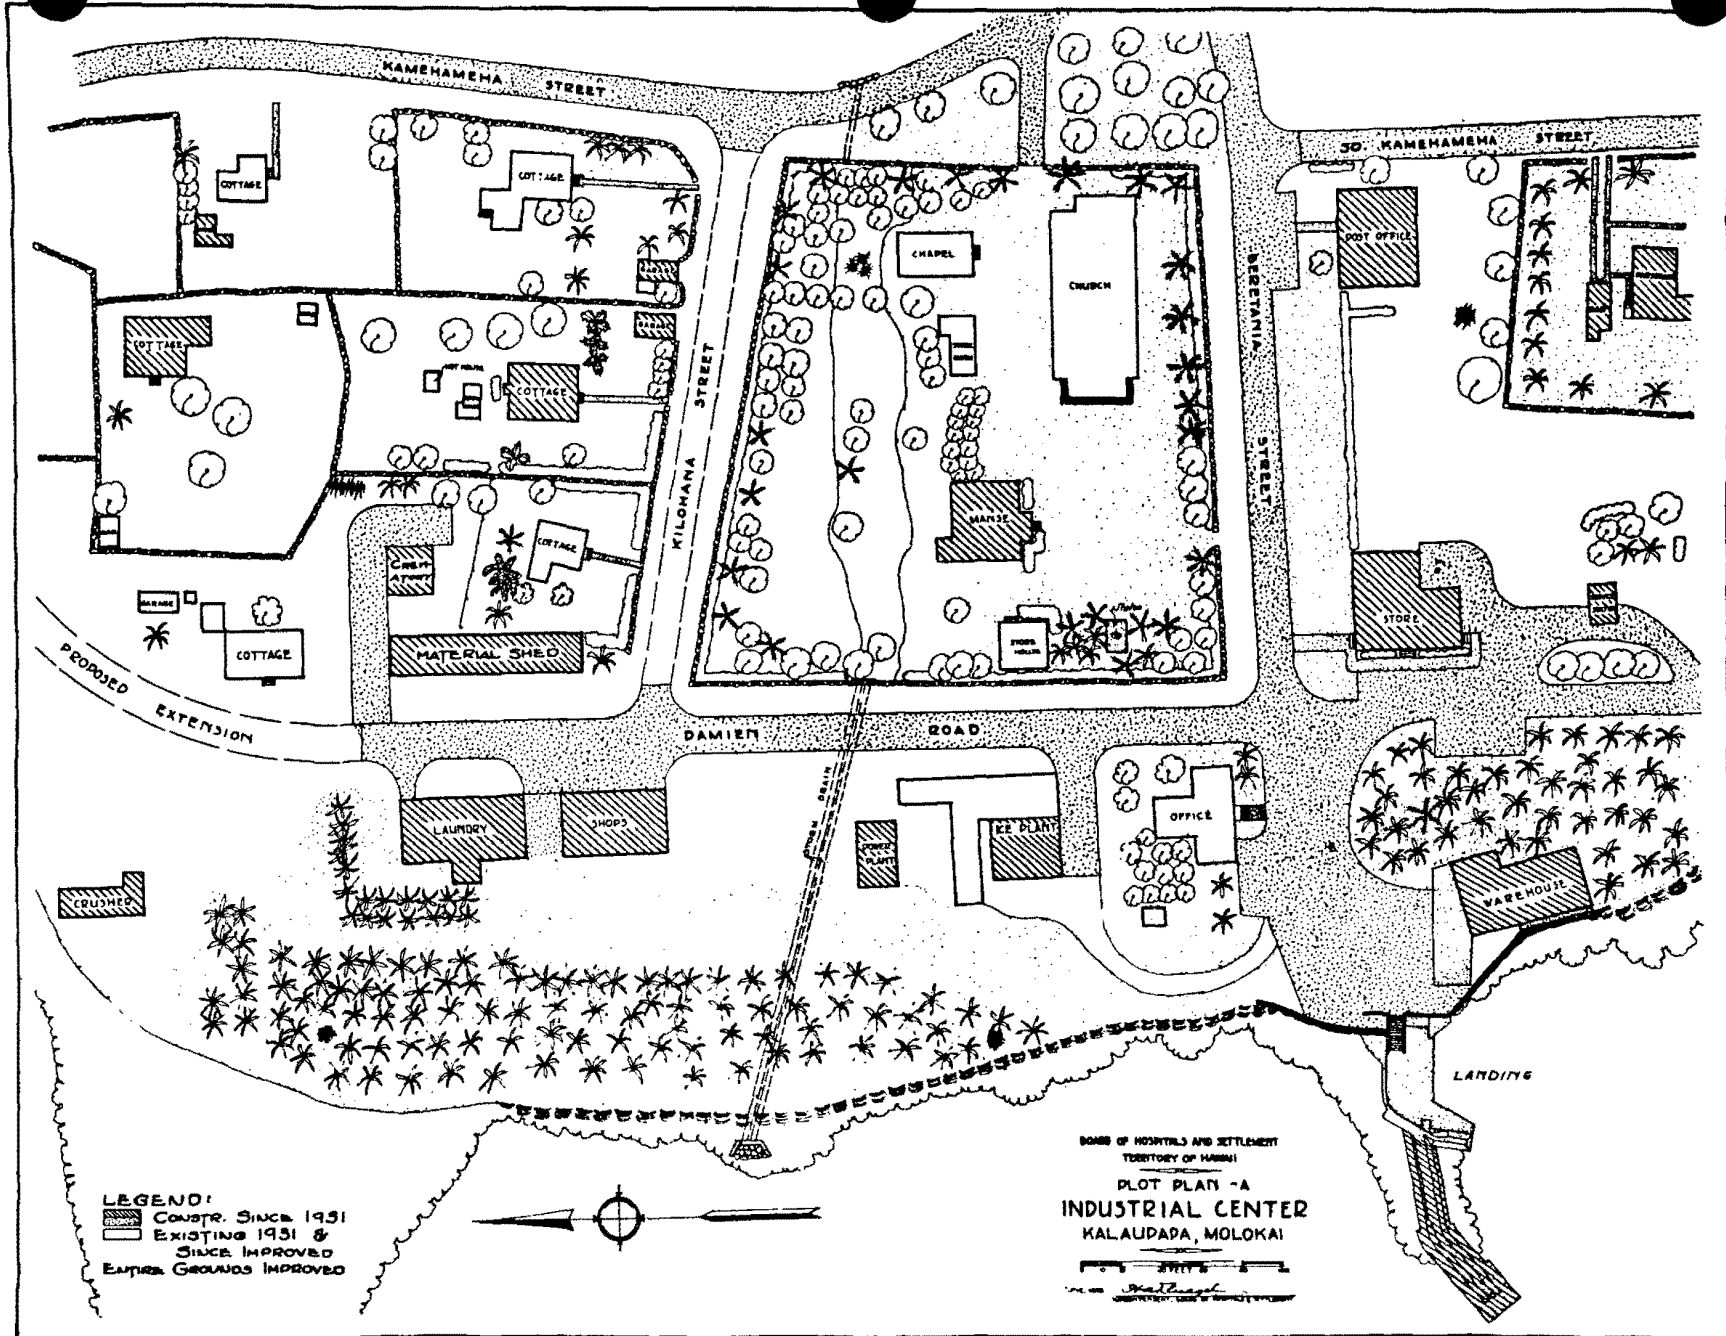 KAMEHAMEHA STREET
SO. KAMEHAMEHA STREET
COTTAGE
COTTAGE
POST OFFICE
CHAPEL
CHURCH
BERETANIA STREET
COTTAGE
COTTAGE
KILOHANA STREET
MANSE
COTTAGE
GARAGE
STORE
COTTAGE
MATERIAL SHED
PROPOSED EXTENSION
DAMIEN ROAD
STORM DRAIN
LAUNDRY
SHOPS
POWER
PLANT
ICE PLANT
OFFICE
WAREHOUSE
CRUSHER
LANDING
LEGEND:
CONSTR. SINCE 1931
EXISTING 1931 &
SINCE IMPROVED
ENTIRE GROUNDS IMPROVED
BOARD OF HOSPITALS AND SETTLEMENT
TERRITORY OF HAWAII
PLOT PLAN -A
INDUSTRIAL CENTER
KALAUPAPA, MOLOKAI